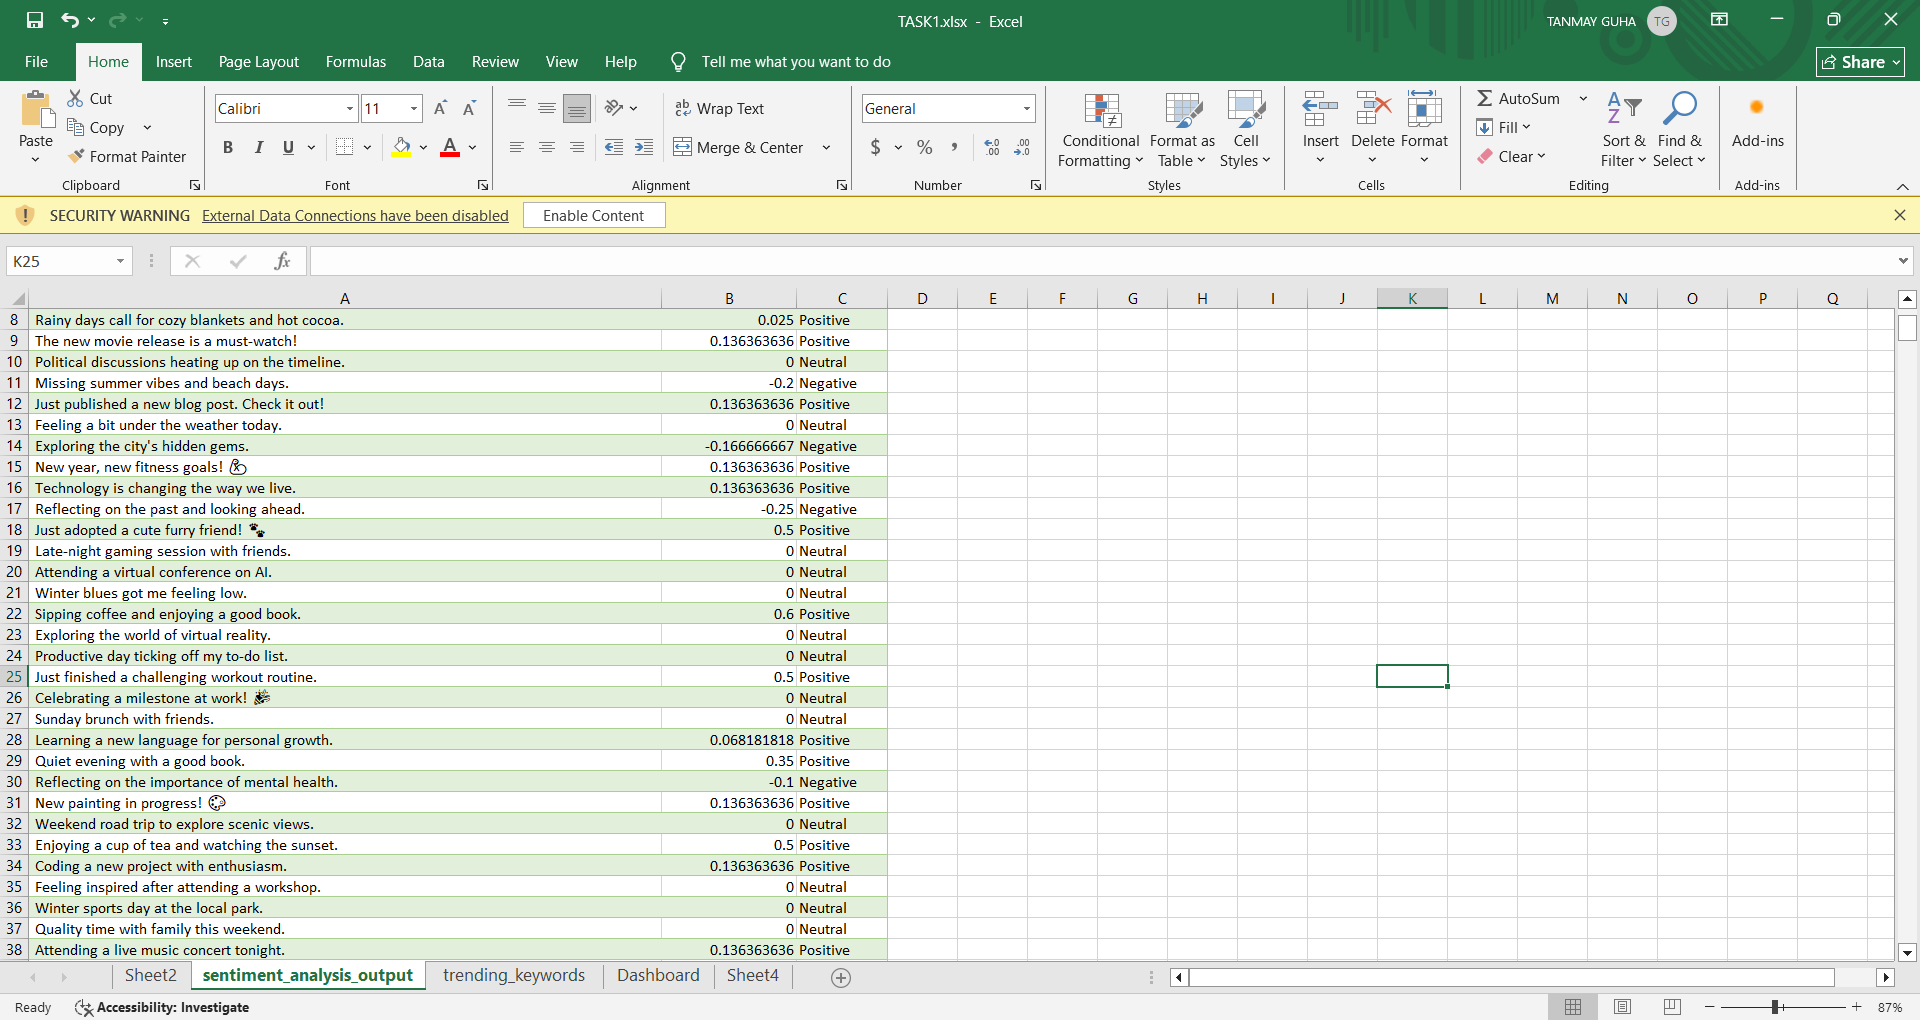 TASK1.xlsx - Excel
TANMAY GUHA TG
File Home Insert Page Layout Formulas Data Review View Help Tell me what you want to do Share
Paste
Cut
Copy
Format Painter
Clipboard
Calibri 11
B I U
Font
Wrap Text
Merge & Center
Alignment
General
$ % ,
Number
Conditional Formatting
Format as Table
Cell Styles
Styles
Insert Delete Format
Cells
AutoSum
Fill
Clear
Sort & Filter
Find & Select
Editing
Add-ins
Add-ins
SECURITY WARNING External Data Connections have been disabled Enable Content
K25 fx
A B C D E F G H I J K L M N O P Q
8 Rainy days call for cozy blankets and hot cocoa. 0.025 Positive
9 The new movie release is a must-watch! 0.136363636 Positive
10 Political discussions heating up on the timeline. 0 Neutral
11 Missing summer vibes and beach days. -0.2 Negative
12 Just published a new blog post. Check it out! 0.136363636 Positive
13 Feeling a bit under the weather today. 0 Neutral
14 Exploring the city's hidden gems. -0.166666667 Negative
15 New year, new fitness goals! 💪 0.136363636 Positive
16 Technology is changing the way we live. 0.136363636 Positive
17 Reflecting on the past and looking ahead. -0.25 Negative
18 Just adopted a cute furry friend! 🐾 0.5 Positive
19 Late-night gaming session with friends. 0 Neutral
20 Attending a virtual conference on AI. 0 Neutral
21 Winter blues got me feeling low. 0 Neutral
22 Sipping coffee and enjoying a good book. 0.6 Positive
23 Exploring the world of virtual reality. 0 Neutral
24 Productive day ticking off my to-do list. 0 Neutral
25 Just finished a challenging workout routine. 0.5 Positive
26 Celebrating a milestone at work! 🎉 0 Neutral
27 Sunday brunch with friends. 0 Neutral
28 Learning a new language for personal growth. 0.068181818 Positive
29 Quiet evening with a good book. 0.35 Positive
30 Reflecting on the importance of mental health. -0.1 Negative
31 New painting in progress! 🎨 0.136363636 Positive
32 Weekend road trip to explore scenic views. 0 Neutral
33 Enjoying a cup of tea and watching the sunset. 0.5 Positive
34 Coding a new project with enthusiasm. 0.136363636 Positive
35 Feeling inspired after attending a workshop. 0 Neutral
36 Winter sports day at the local park. 0 Neutral
37 Quality time with family this weekend. 0 Neutral
38 Attending a live music concert tonight. 0.136363636 Positive
Sheet2 sentiment_analysis_output trending_keywords Dashboard Sheet4
Ready Accessibility: Investigate 87%